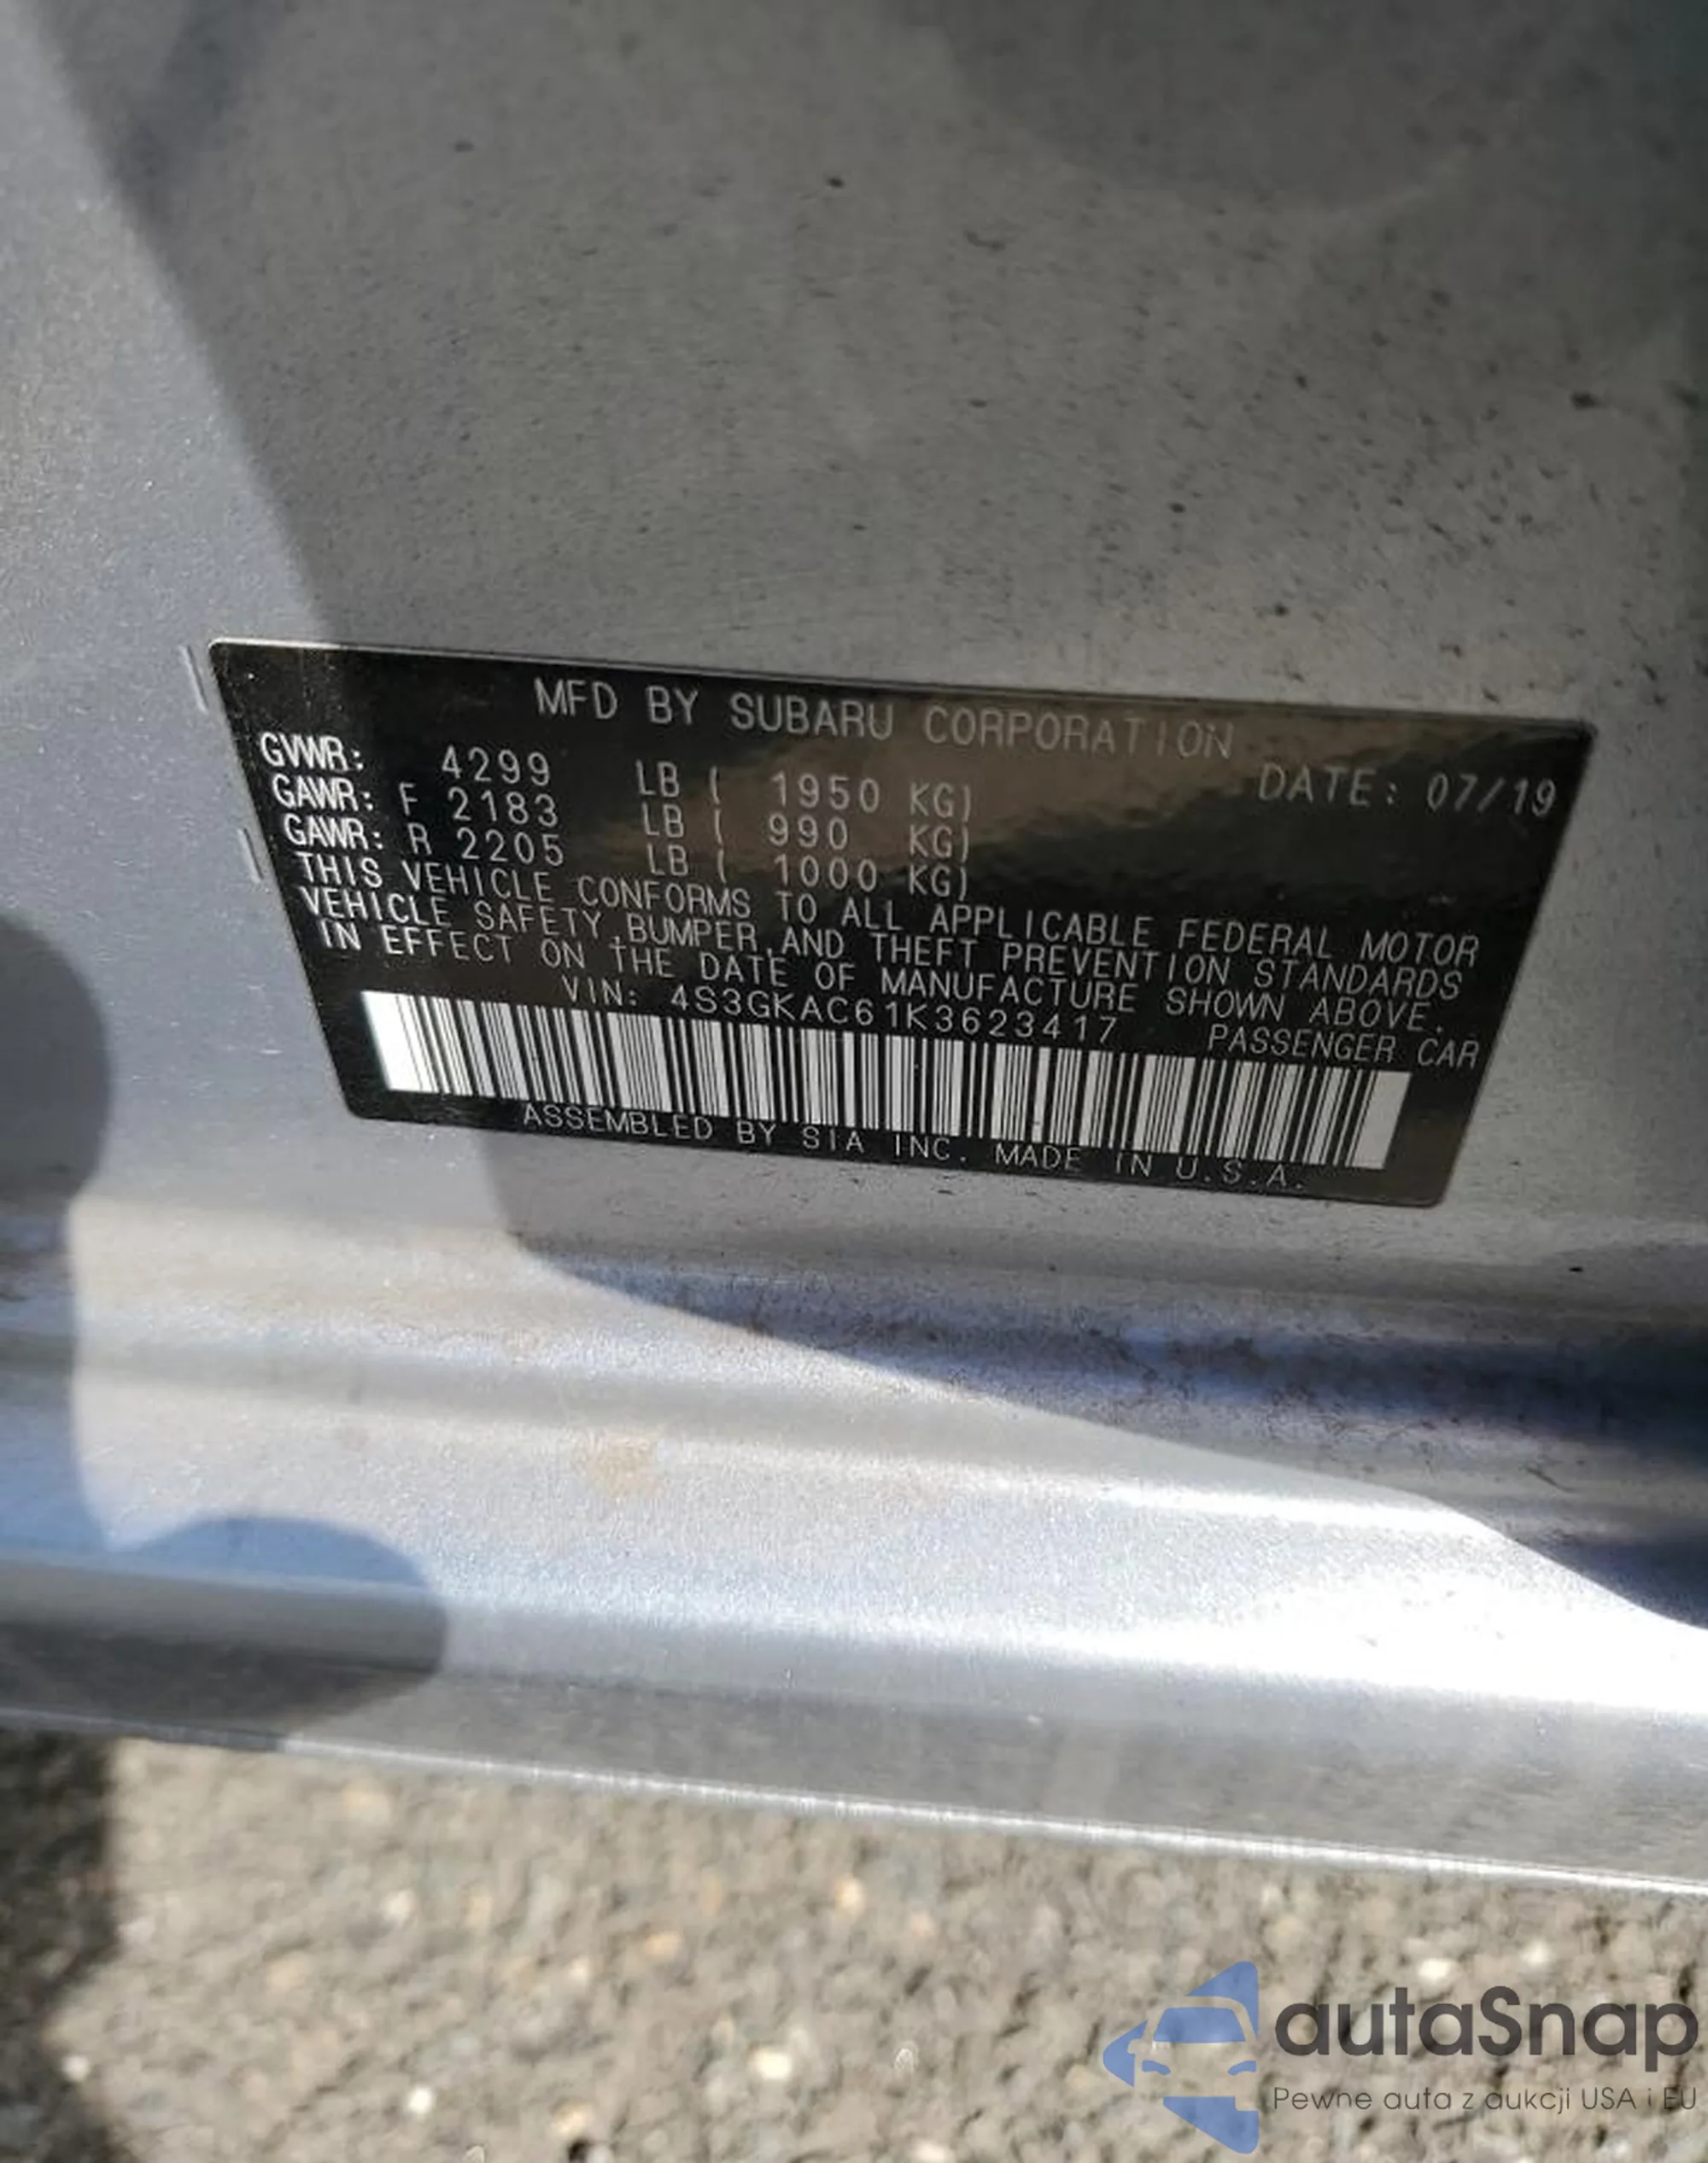 MFD BY SUBARU CORPORATION
GVWR: 4299 LB ( 1950 KG) DATE: 07/19
GAWR: F 2183 LB ( 990 KG)
GAWR: R 2205 LB ( 1000 KG)
THIS VEHICLE CONFORMS TO ALL APPLICABLE FEDERAL MOTOR
VEHICLE SAFETY,BUMPER,AND THEFT PREVENTION STANDARDS
IN EFFECT ON THE DATE OF MANUFACTURE SHOWN ABOVE.
VIN: 4S3GKAC61K3623417 PASSENGER CAR
ASSEMBLED BY SIA INC. MADE IN U.S.A.
autaSnap
Pewne auta z aukcji USA i EU